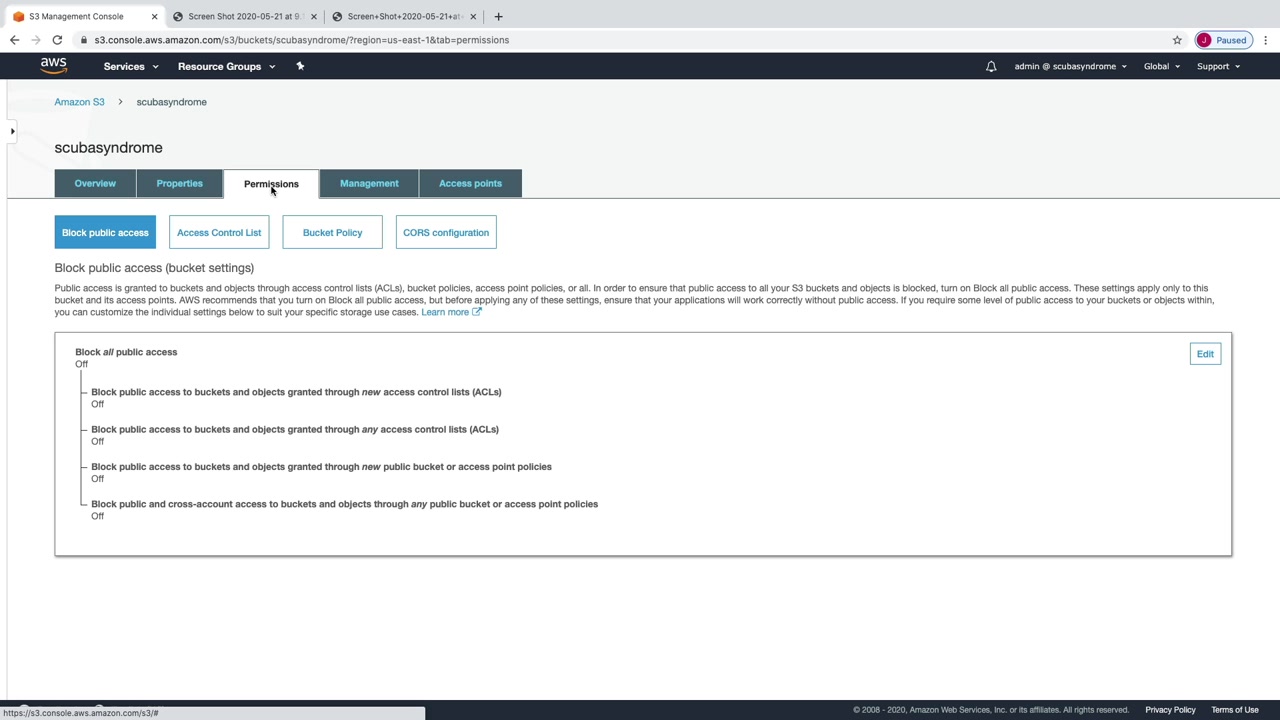 S3 Management Console
Screen Shot 2020-05-21 at 9.
Screen+Shot+2020-05-21+at
s3.console.aws.amazon.com/s3/buckets/scubasyndrome/?region=us-east-1&tab=permissions
J Paused
aws Services Resource Groups admin @ scubasyndrome Global Support
Amazon S3 > scubasyndrome
scubasyndrome
Overview Properties Permissions Management Access points
Block public access Access Control List Bucket Policy CORS configuration
Block public access (bucket settings)
Public access is granted to buckets and objects through access control lists (ACLs), bucket policies, access point policies, or all. In order to ensure that public access to all your S3 buckets and objects is blocked, turn on Block all public access. These settings apply only to this
bucket and its access points. AWS recommends that you turn on Block all public access, but before applying any of these settings, ensure that your applications will work correctly without public access. If you require some level of public access to your buckets or objects within,
you can customize the individual settings below to suit your specific storage use cases. Learn more
Block all public access
Off
Edit
Block public access to buckets and objects granted through new access control lists (ACLs)
Off
Block public access to buckets and objects granted through any access control lists (ACLs)
Off
Block public access to buckets and objects granted through new public bucket or access point policies
Off
Block public and cross-account access to buckets and objects through any public bucket or access point policies
Off
https://s3.console.aws.amazon.com/s3/#
© 2008 - 2020, Amazon Web Services, Inc. or its affiliates. All rights reserved. Privacy Policy Terms of Use